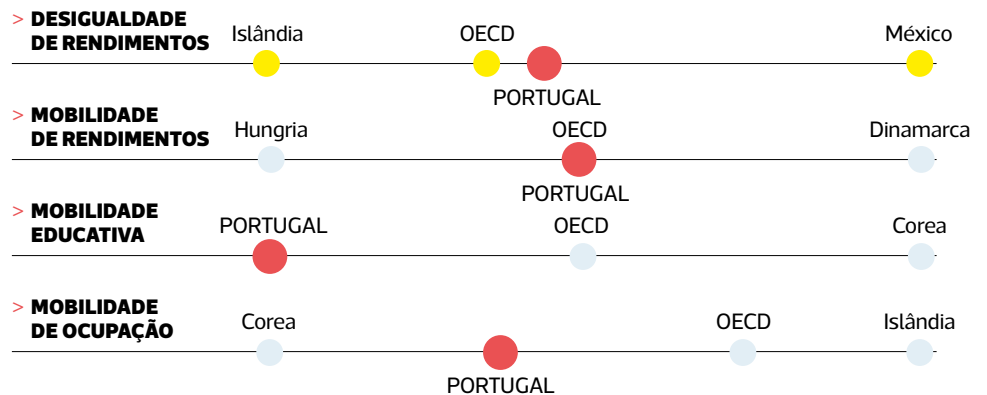 > DESIGUALDADE
DE RENDIMENTOS
Islândia
OECD
México
PORTUGAL
> MOBILIDADE
DE RENDIMENTOS
Hungria
OECD
Dinamarca
PORTUGAL
> MOBILIDADE
EDUCATIVA
PORTUGAL
OECD
Corea
> MOBILIDADE
DE OCUPAÇÃO
Corea
OECD
Islândia
PORTUGAL